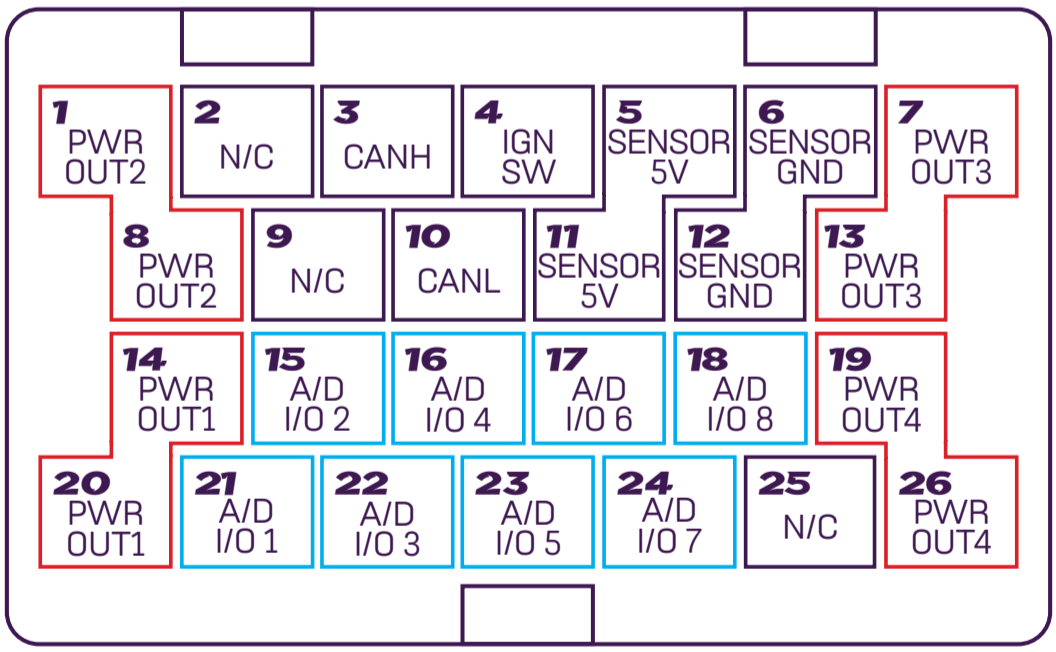 1
PWR
OUT2
2
N/C
3
CANH
4
IGN
SW
5
SENSOR
5V
6
SENSOR
GND
7
PWR
OUT3
8
PWR
OUT2
9
N/C
10
CANL
11
SENSOR
5V
12
SENSOR
GND
13
PWR
OUT3
14
PWR
OUT1
15
A/D
I/O 2
16
A/D
I/O 4
17
A/D
I/O 6
18
A/D
I/O 8
19
PWR
OUT4
20
PWR
OUT1
21
A/D
I/O 1
22
A/D
I/O 3
23
A/D
I/O 5
24
A/D
I/O 7
25
N/C
26
PWR
OUT4